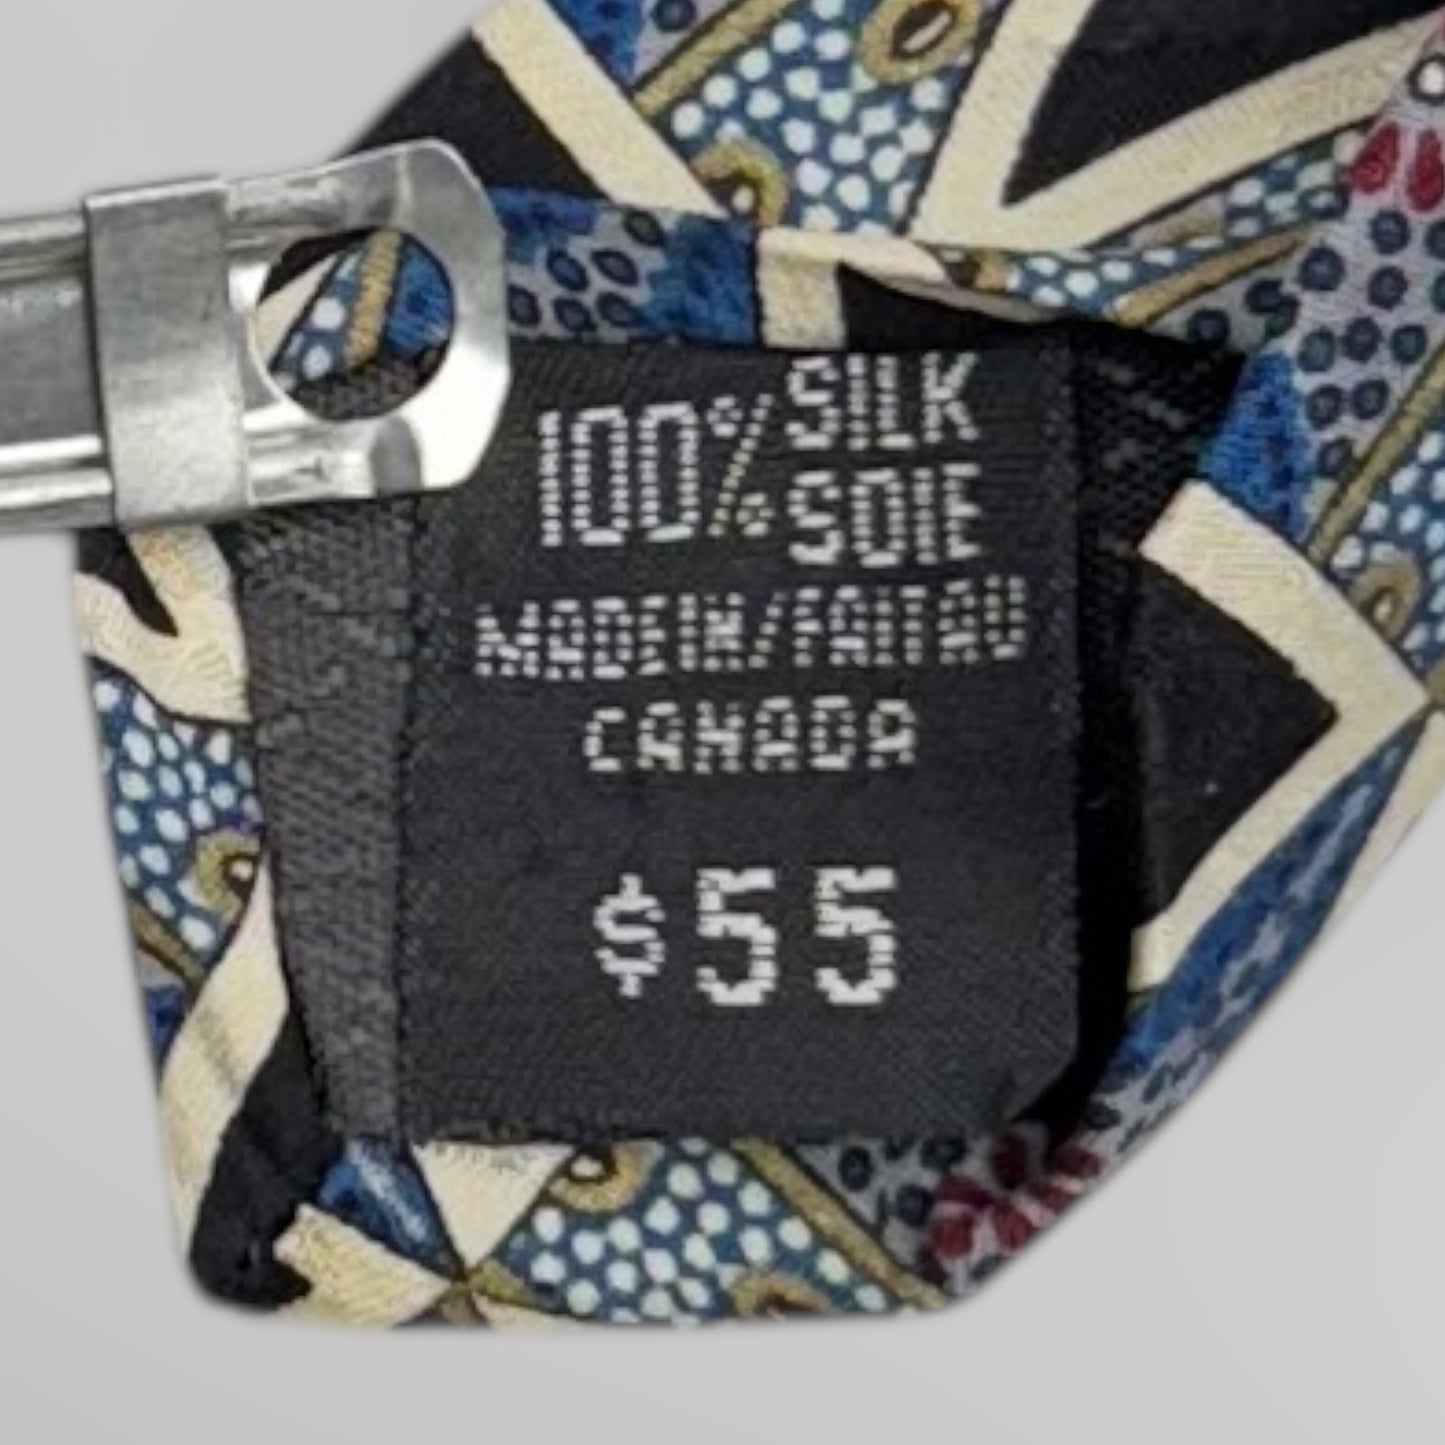 100% SILK
SOIE
MADE IN/FAIT AU
CANADA
$55